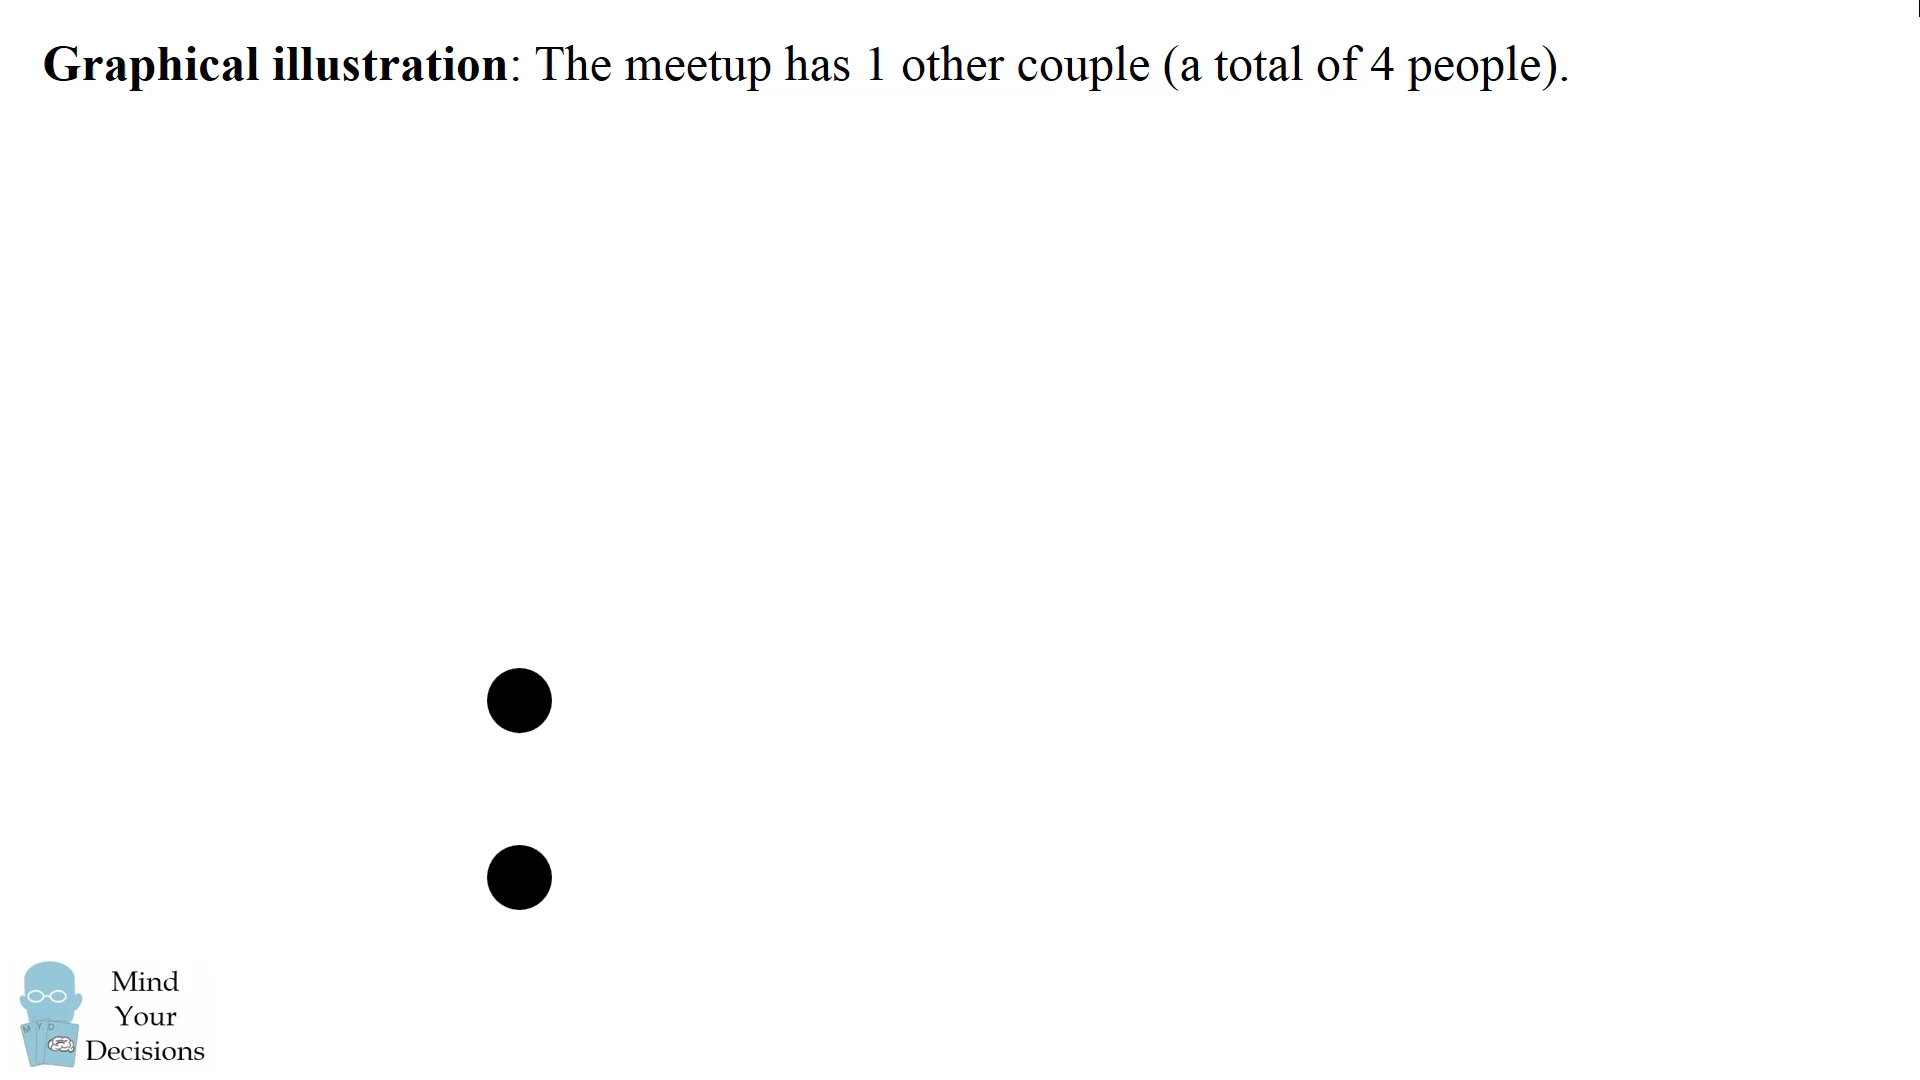 Graphical illustration: The meetup has 1 other couple (a total of 4 people).
M Y D
Mind
Your
Decisions